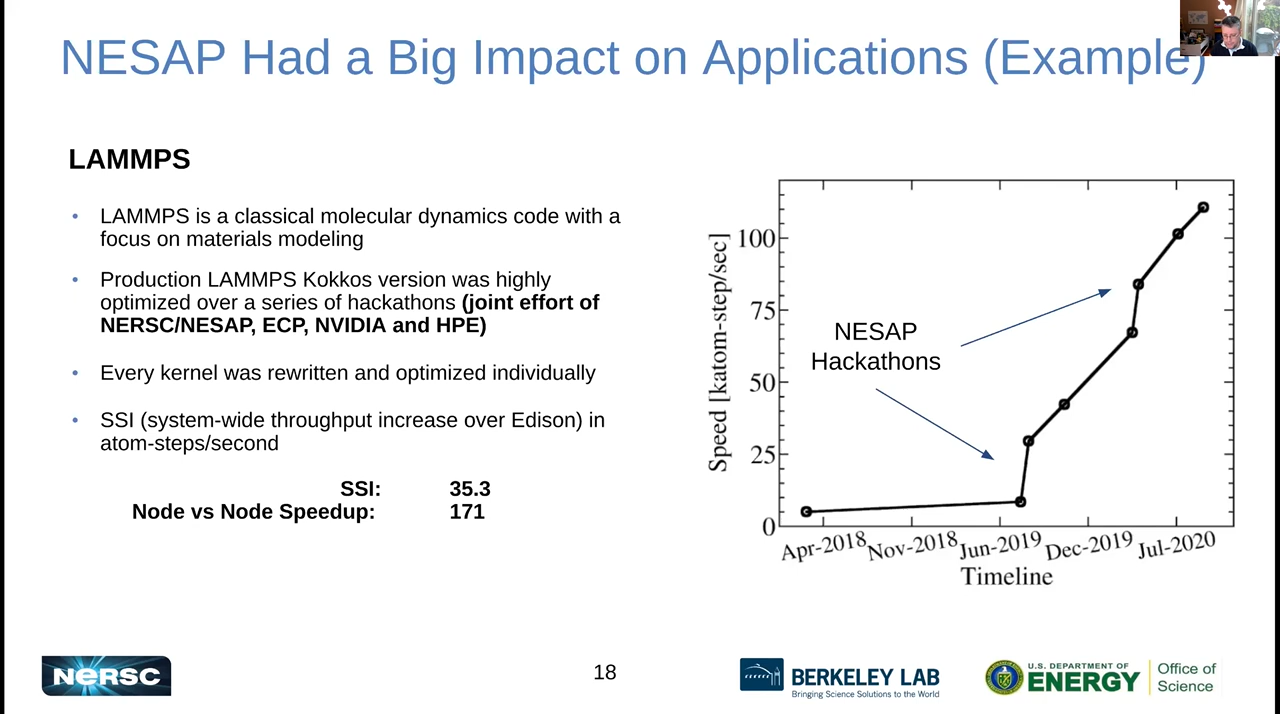 NESAP Had a Big Impact on Applications (Example)
LAMMPS
• LAMMPS is a classical molecular dynamics code with a
focus on materials modeling
• Production LAMMPS Kokkos version was highly
optimized over a series of hackathons (joint effort of
NERSC/NESAP, ECP, NVIDIA and HPE)
• Every kernel was rewritten and optimized individually
• SSI (system-wide throughput increase over Edison) in
atom-steps/second
SSI: 35.3
Node vs Node Speedup: 171
Speed [katom-step/sec]
100
75
50
25
0
NESAP
Hackathons
Apr-2018 Nov-2018 Jun-2019 Dec-2019 Jul-2020
Timeline
NERSC
18
BERKELEY LAB
Bringing Science Solutions to the World
U.S. DEPARTMENT OF
ENERGY
Office of
Science